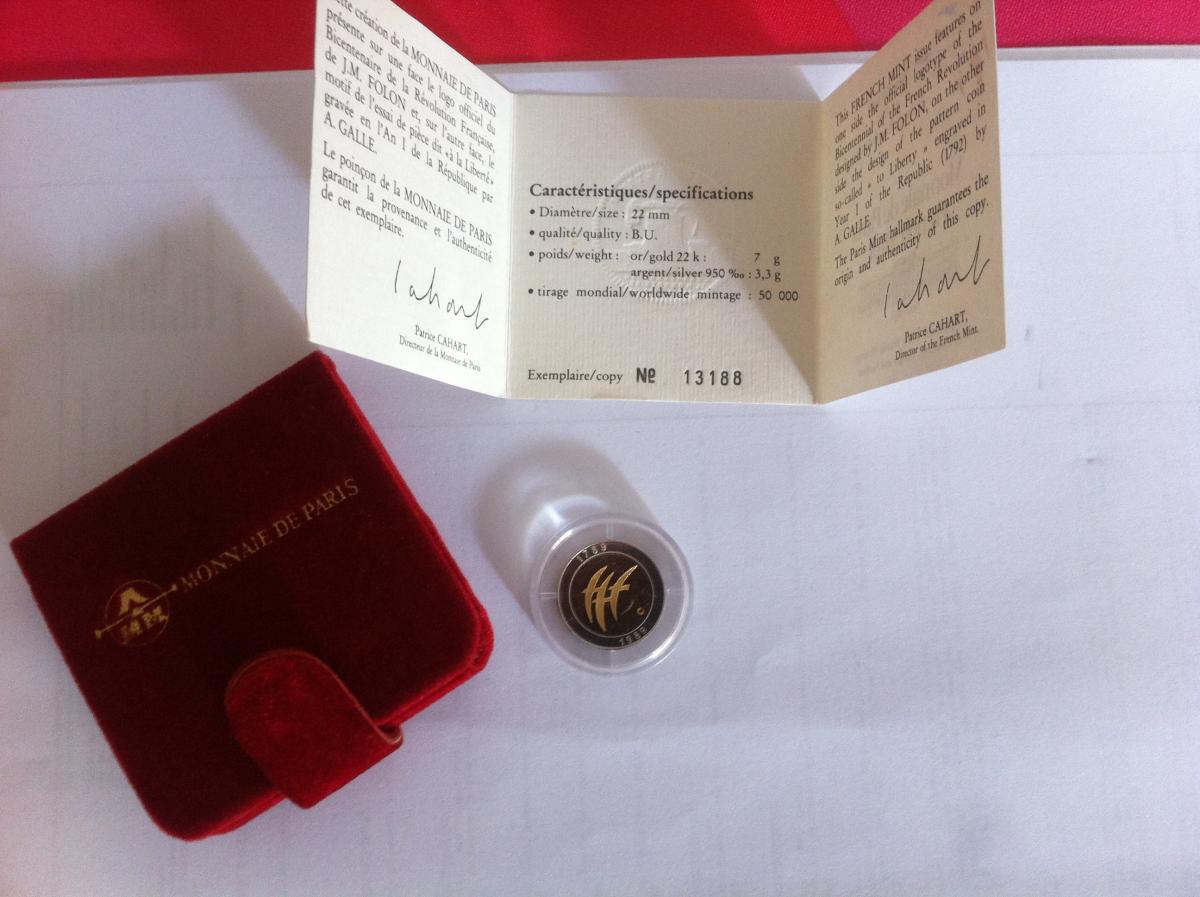 cette création de la MONNAIE DE PARIS
présente sur une face le logo officiel du
Bicentenaire de la Révolution Française,
de J.M. FOLON et, sur l'autre face, le
motif de l'essai de pièce dit «à la Liberté»
gravée en l'An I de la République par
A. GALLE.
Le poinçon de la MONNAIE DE PARIS
garantit la provenance et l'authenticité
de cet exemplaire.
Patrice CAHART,
Directeur de la Monnaie de Paris
Caractéristiques/specifications
• Diamètre/size : 22 mm
• qualité/quality : B.U.
• poids/weight : or/gold 22 k : 7 g
argent/silver 950 ‰ : 3,3 g
• tirage mondial/worldwide mintage : 50 000
Exemplaire/copy Nº 13188
This FRENCH MINT issue features on
one side the official logotype of the
Bicentennial of the French Revolution
designed by J.M. FOLON, on the other
side the design of the pattern coin
so-called « to Liberty » engraved in
Year I of the Republic (1792) by
A. GALLE.
The Paris Mint hallmark guarantees the
origin and authenticity of this copy.
Patrice CAHART,
Director of the French Mint.
MONNAIE DE PARIS
1789
1989